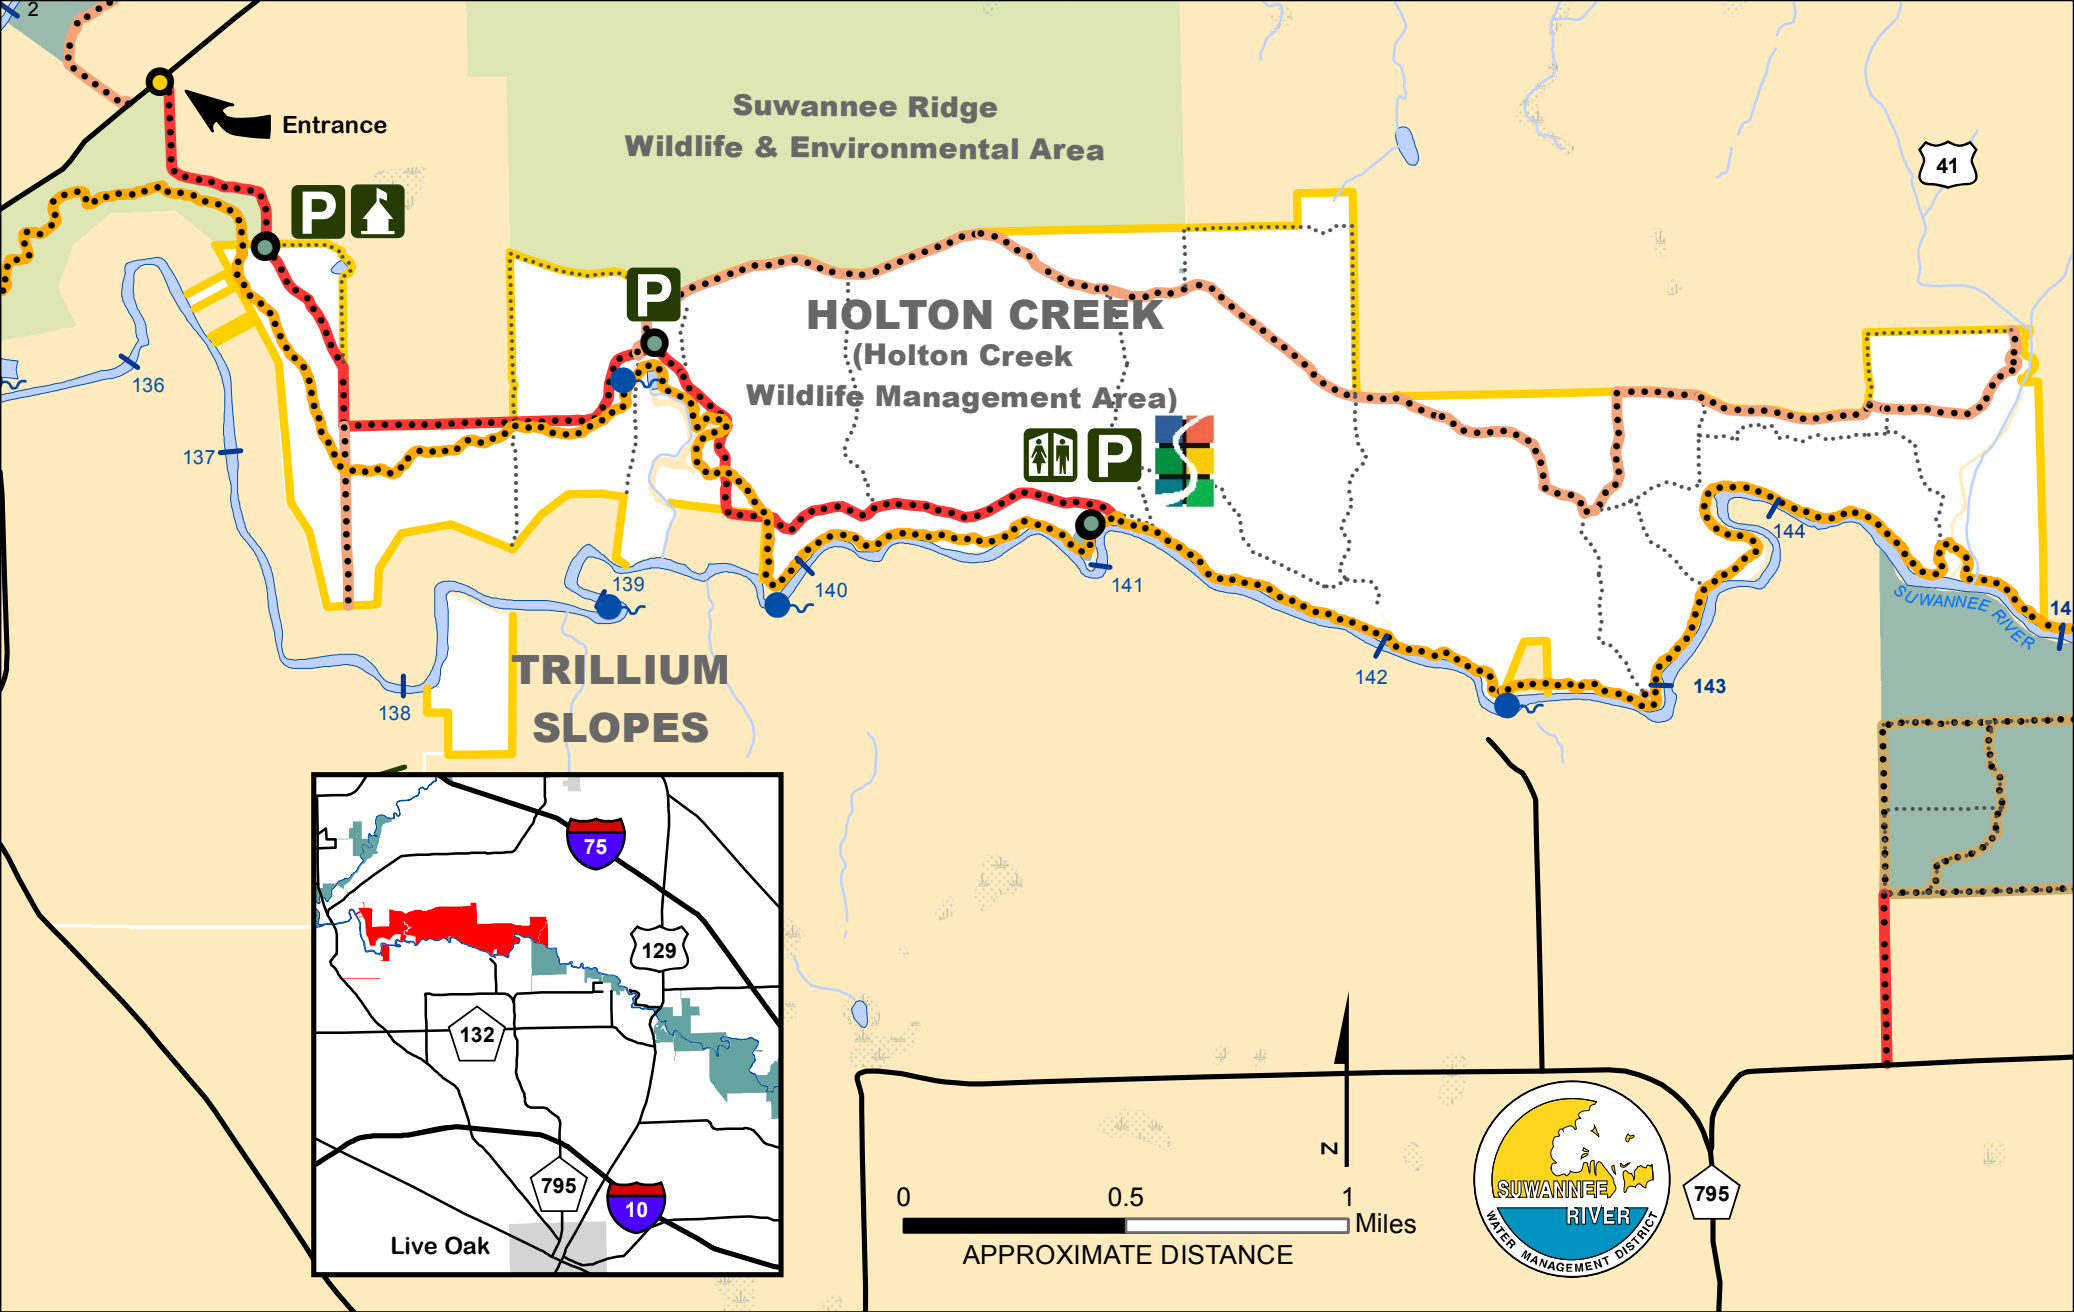 2
Entrance
P
Suwannee Ridge
Wildlife & Environmental Area
41
P
HOLTON CREEK
(Holton Creek
Wildlife Management Area)
P
136
137
138
139
140
141
142
143
144
14
SUWANNEE RIVER
TRILLIUM
SLOPES
75
129
132
795
10
Live Oak
N
0 0.5 1
Miles
APPROXIMATE DISTANCE
SUWANNEE
RIVER
WATER MANAGEMENT DISTRICT
795